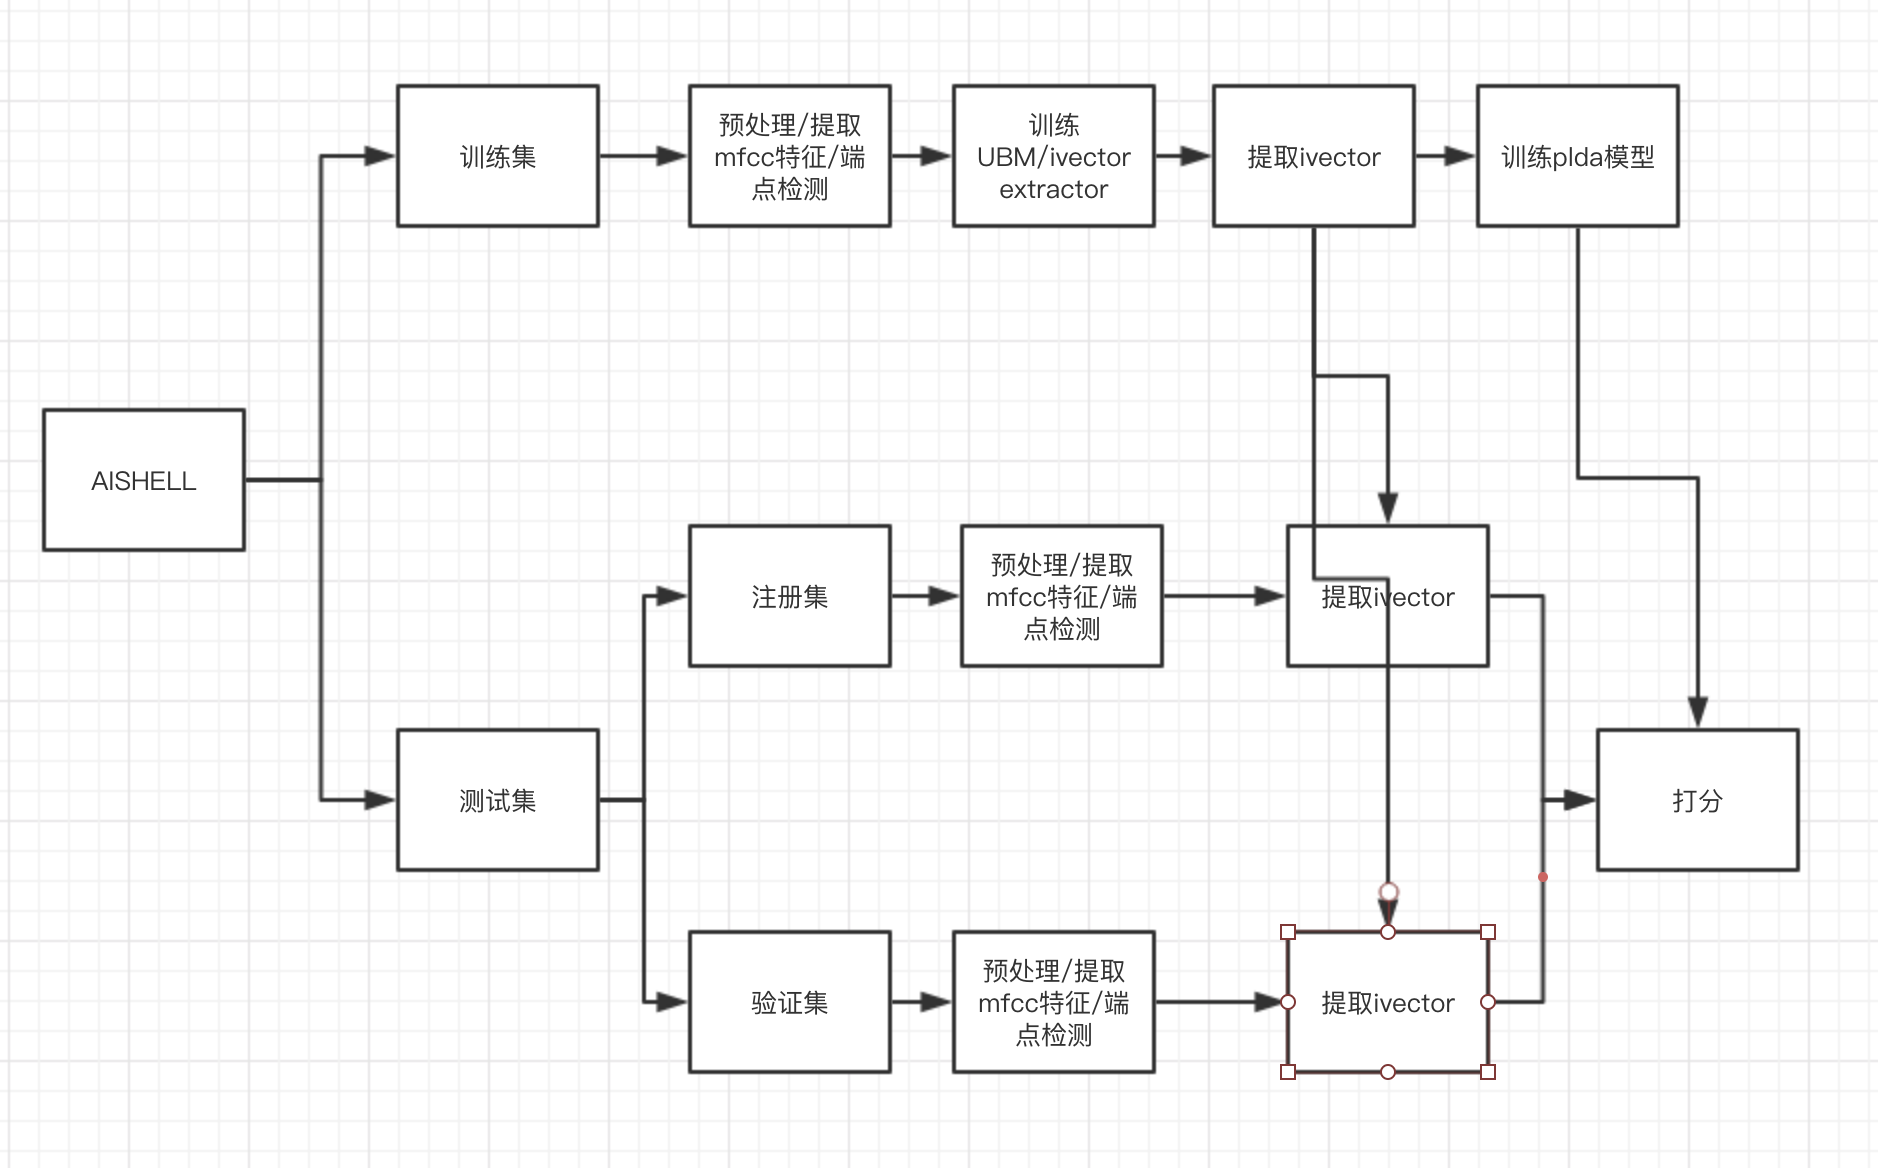 训练集
预处理/提取
mfcc特征/端
点检测
训练
UBM/ivector
extractor
提取ivector
训练plda模型
AISHELL
注册集
预处理/提取
mfcc特征/端
点检测
提取ivector
测试集
打分
验证集
预处理/提取
mfcc特征/端
点检测
提取ivector